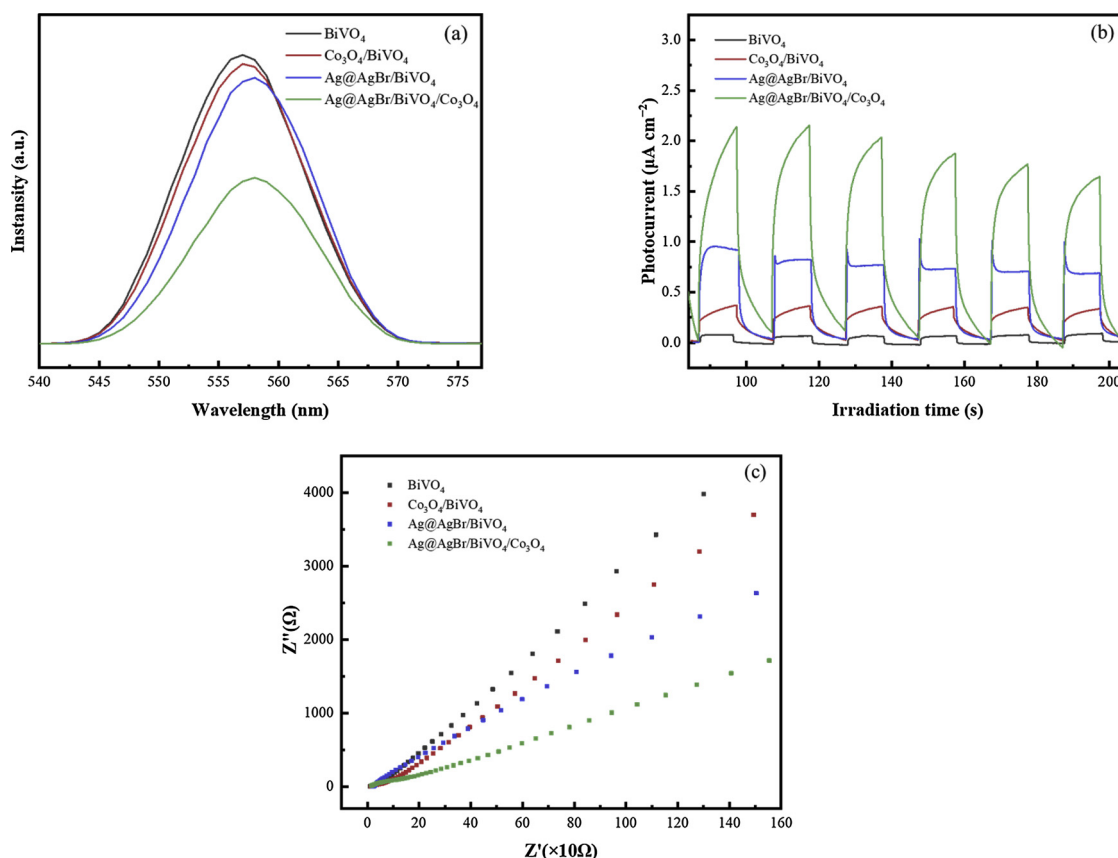 (a)
BiVO₄
Co₃O₄/BiVO₄
Ag@AgBr/BiVO₄
Ag@AgBr/BiVO₄/Co₃O₄
Instansity (a.u.)
540 545 550 555 560 565 570 575
Wavelength (nm)
(b)
BiVO₄
Co₃O₄/BiVO₄
Ag@AgBr/BiVO₄
Ag@AgBr/BiVO₄/Co₃O₄
Photocurrent (μA cm⁻²)
3.0
2.5
2.0
1.5
1.0
0.5
0.0
100 120 140 160 180 200
Irradiation time (s)
(c)
BiVO₄
Co₃O₄/BiVO₄
Ag@AgBr/BiVO₄
Ag@AgBr/BiVO₄/Co₃O₄
Z''(Ω)
4000
3000
2000
1000
0
0 20 40 60 80 100 120 140 160
Z'(×10Ω)